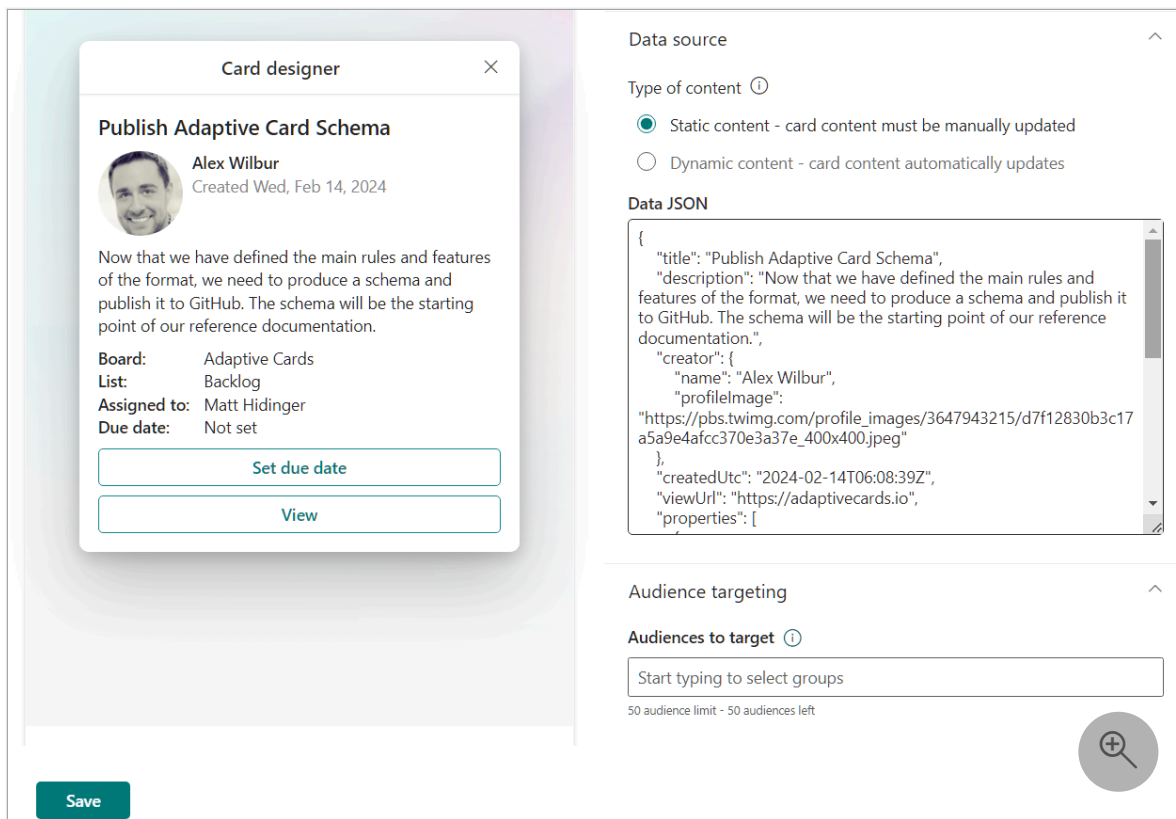 Card designer
Publish Adaptive Card Schema
Alex Wilbur
Created Wed, Feb 14, 2024
Now that we have defined the main rules and features
of the format, we need to produce a schema and
publish it to GitHub. The schema will be the starting
point of our reference documentation.
Board: Adaptive Cards
List: Backlog
Assigned to: Matt Hidinger
Due date: Not set
Set due date
View
Save
Data source
Type of content
Static content - card content must be manually updated
Dynamic content - card content automatically updates
Data JSON
{
"title": "Publish Adaptive Card Schema",
"description": "Now that we have defined the main rules and
features of the format, we need to produce a schema and publish it
to GitHub. The schema will be the starting point of our reference
documentation.",
"creator": {
"name": "Alex Wilbur",
"profileImage":
"https://pbs.twimg.com/profile_images/3647943215/d7f12830b3c17
a5a9e4afcc370e3a37e_400x400.jpeg"
},
"createdUtc": "2024-02-14T06:08:39Z",
"viewUrl": "https://adaptivecards.io",
"properties": [
Audience targeting
Audiences to target
Start typing to select groups
50 audience limit - 50 audiences left